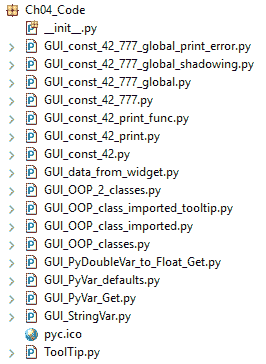 Ch04_Code
__init__.py
GUI_const_42_777_global_print_error.py
GUI_const_42_777_global_shadowing.py
GUI_const_42_777_global.py
GUI_const_42_777.py
GUI_const_42_print_func.py
GUI_const_42_print.py
GUI_const_42.py
GUI_data_from_widget.py
GUI_OOP_2_classes.py
GUI_OOP_class_imported_tooltip.py
GUI_OOP_class_imported.py
GUI_OOP_classes.py
GUI_PyDoubleVar_to_Float_Get.py
GUI_PyVar_defaults.py
GUI_PyVar_Get.py
GUI_StringVar.py
pyc.ico
ToolTip.py